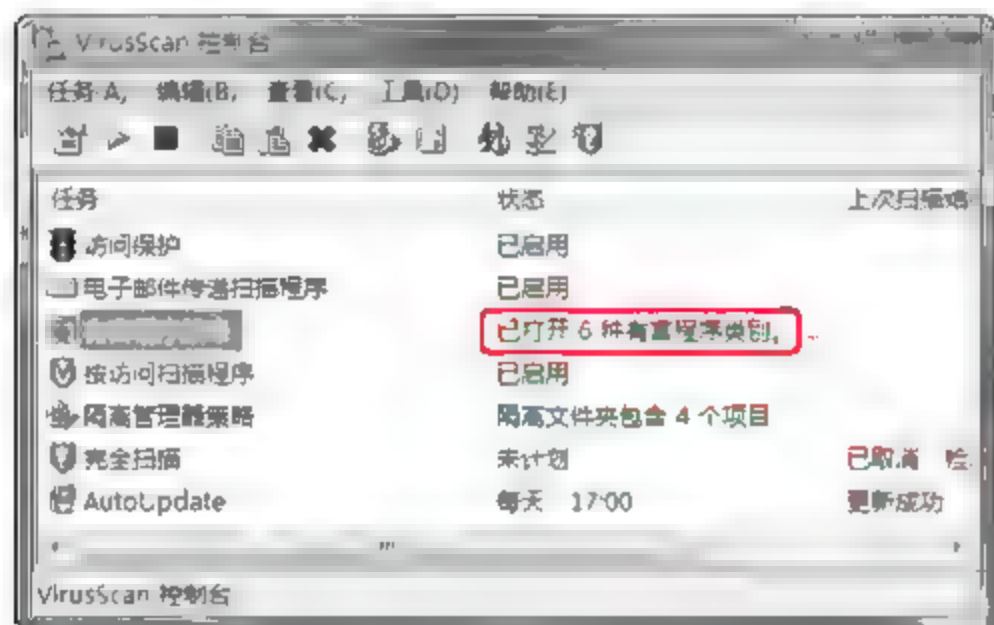 VirusScan 控制台
任务(A) 编辑(B) 查看(C) 工具(D) 帮助(E)
任务 状态 上次扫描结
访问保护 已启用
电子邮件传递扫描程序 已启用
已打开 6 种有害程序类别,
按访问扫描程序 已启用
隔离管理器策略 隔离文件夹包含 4 个项目
完全扫描 未计划 已取消
AutoUpdate 每天 17:00 更新成功
VirusScan 控制台